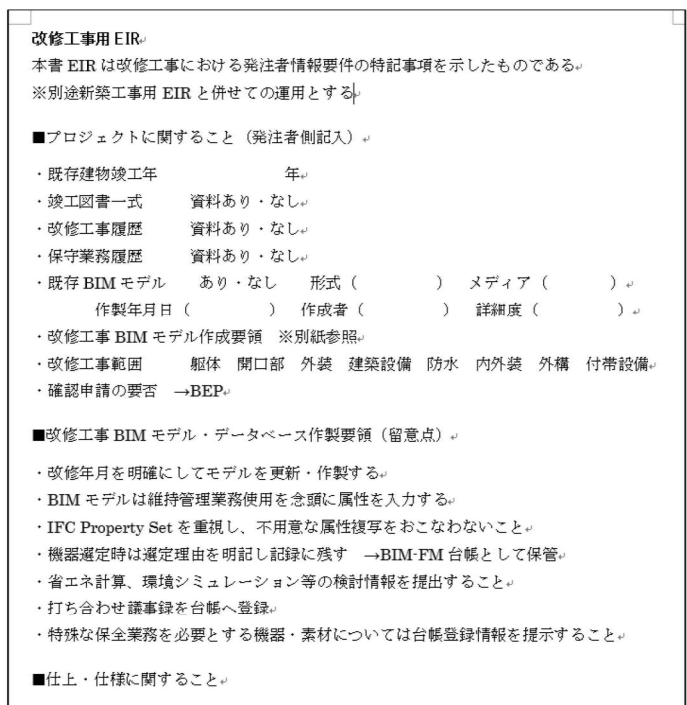 改修工事用 EIR
本書 EIR は改修工事における発注者情報要件の特記事項を示したものである
※別途新築工事用 EIR と併せての運用とする
■プロジェクトに関すること（発注者側記入）
・既存建物竣工年　　　　　　　　　年
・竣工図書一式　　　資料あり・なし
・改修工事履歴　　　資料あり・なし
・保守業務履歴　　　資料あり・なし
・既存 BIM モデル　　あり・なし　　形式（　　　　　）　メディア（　　　　）
作製年月日（　　　　　）　作成者（　　　　　）　詳細度（　　　　　）
・改修工事 BIM モデル作成要領　※別紙参照
・改修工事範囲　　　躯体　開口部　外装　建築設備　防水　内外装　外構　付帯設備
・確認申請の要否　→BEP
■改修工事 BIM モデル・データベース作製要領（留意点）
・改修年月を明確にしてモデルを更新・作製する
・BIM モデルは維持管理業務使用を念頭に属性を入力する
・IFC Property Set を重視し、不用意な属性複写をおこなわないこと
・機器選定時は選定理由を明記し記録に残す　→BIM-FM 台帳として保管
・省エネ計算、環境シミュレーション等の検討情報を提出すること
・打ち合わせ議事録を台帳へ登録
・特殊な保全業務を必要とする機器・素材については台帳登録情報を提示すること
■仕上・仕様に関すること